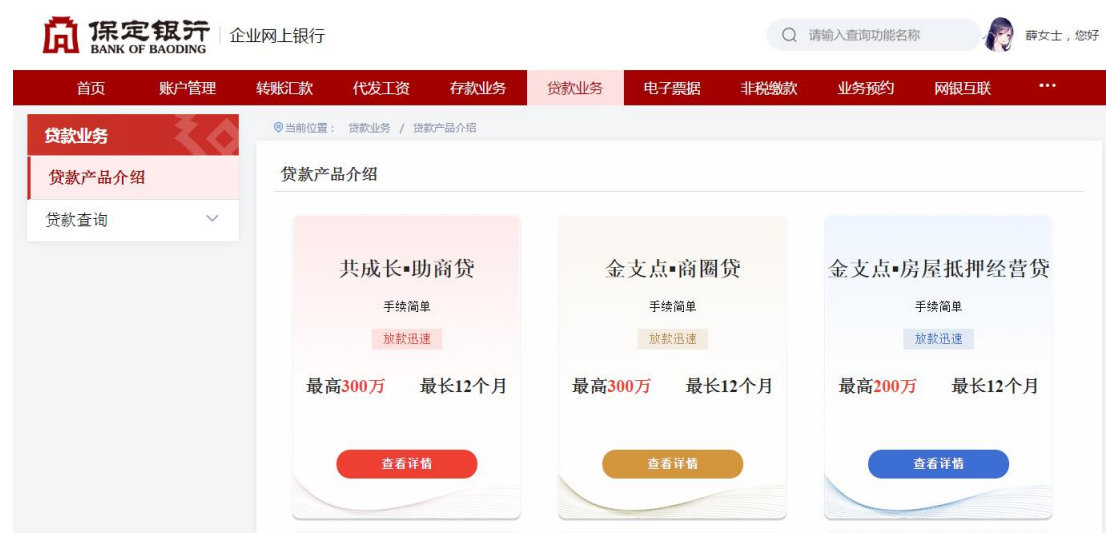 保定银行 企业网上银行
BANK OF BAODING
请输入查询功能名称
薛女士，您好
首页 账户管理 转账汇款 代发工资 存款业务 贷款业务 电子票据 非税缴款 业务预约 网银互联 •••
贷款业务
贷款产品介绍
贷款查询
当前位置： 贷款业务 / 贷款产品介绍
贷款产品介绍
共成长▪助商贷
手续简单
放款迅速
最高300万 最长12个月
查看详情
金支点▪商圈贷
手续简单
放款迅速
最高300万 最长12个月
查看详情
金支点▪房屋抵押经营贷
手续简单
放款迅速
最高200万 最长12个月
查看详情